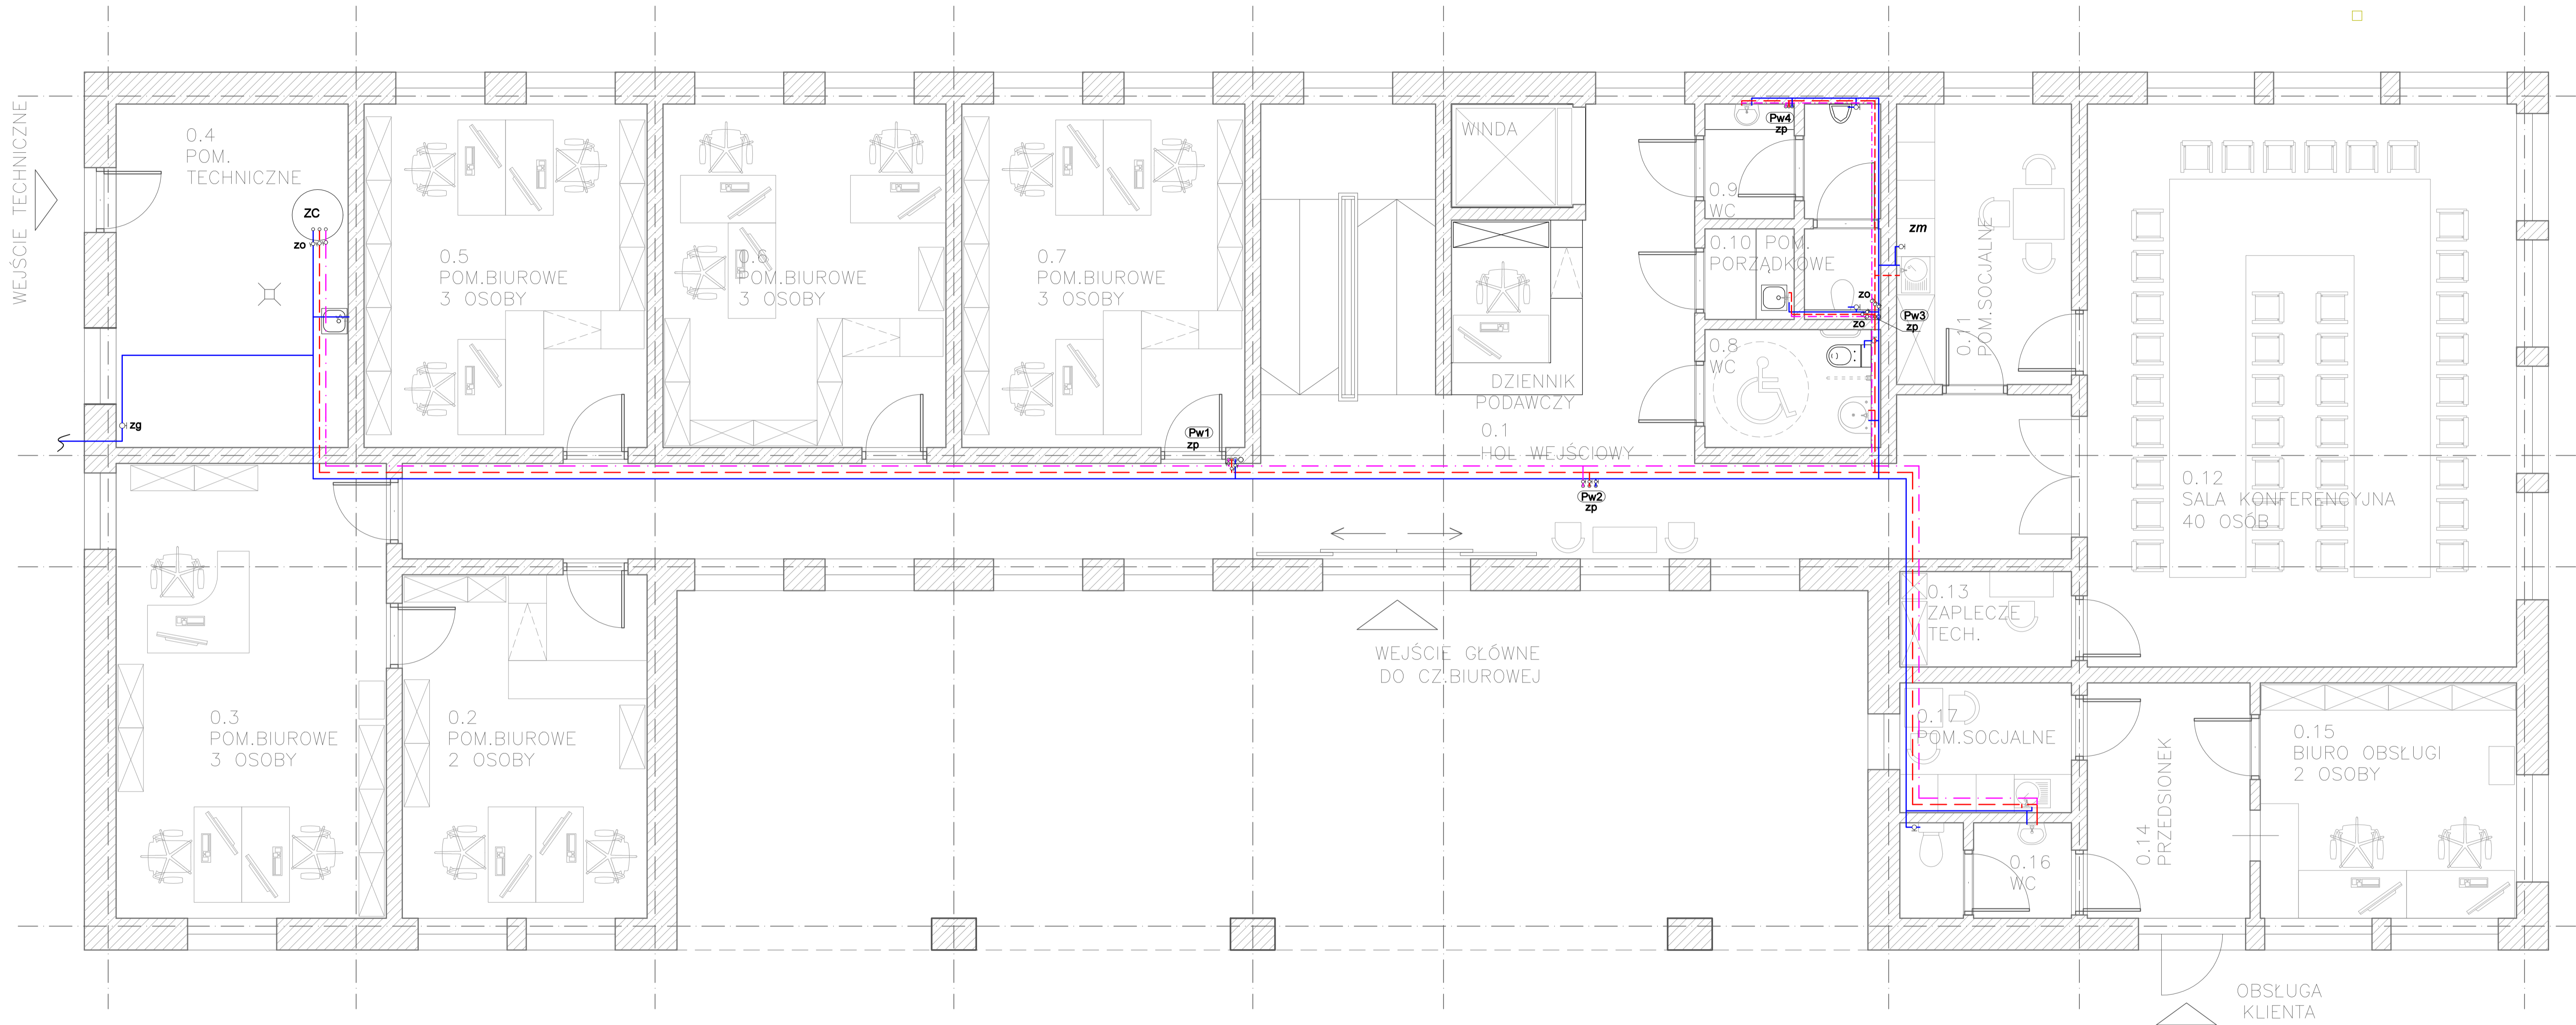 WEJŚCIE TECHNICZNE
0.4
POM.
TECHNICZNE
ZC
zo
zg
0.5
POM.BIUROWE
3 OSOBY
0.6
POM.BIUROWE
3 OSOBY
0.7
POM.BIUROWE
3 OSOBY
Pw1
zp
WINDA
DZIENNIK
PODAWCZY
0.1
HOL WEJŚCIOWY
Pw2
zp
Pw4
zp
0.9
WC
0.10 POM.
PORZĄDKOWE
zo
zo
Pw3
zp
0.8
WC
zm
0.11
POM.SOCJALNE
0.12
SALA KONFERENCYJNA
40 OSÓB
0.13
ZAPLECZE
TECH.
WEJŚCIE GŁÓWNE
DO CZ.BIUROWEJ
0.3
POM.BIUROWE
3 OSOBY
0.2
POM.BIUROWE
2 OSOBY
0.17
POM.SOCJALNE
0.16
WC
0.14
PRZEDSIONEK
0.15
BIURO OBSŁUGI
2 OSOBY
OBSŁUGA
KLIENTA